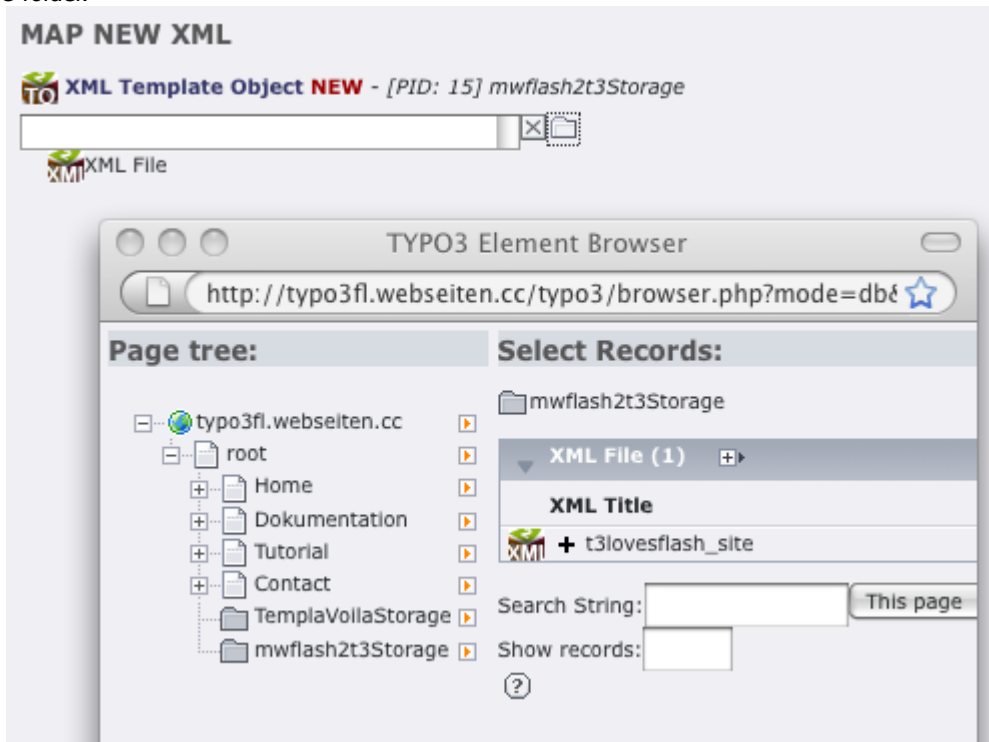 MAP NEW XML
XML Template Object NEW - [PID: 15] mwflash2t3Storage
XML File
TYPO3 Element Browser
http://typo3fl.webseiten.cc/typo3/browser.php?mode=db&
Page tree:
Select Records:
mwflash2t3Storage
typo3fl.webseiten.cc
root
XML File (1)
Home
XML Title
Dokumentation
t3lovesflash_site
Tutorial
Contact
Search String:
This page
TemplaVoilaStorage
mwflash2t3Storage
Show records: